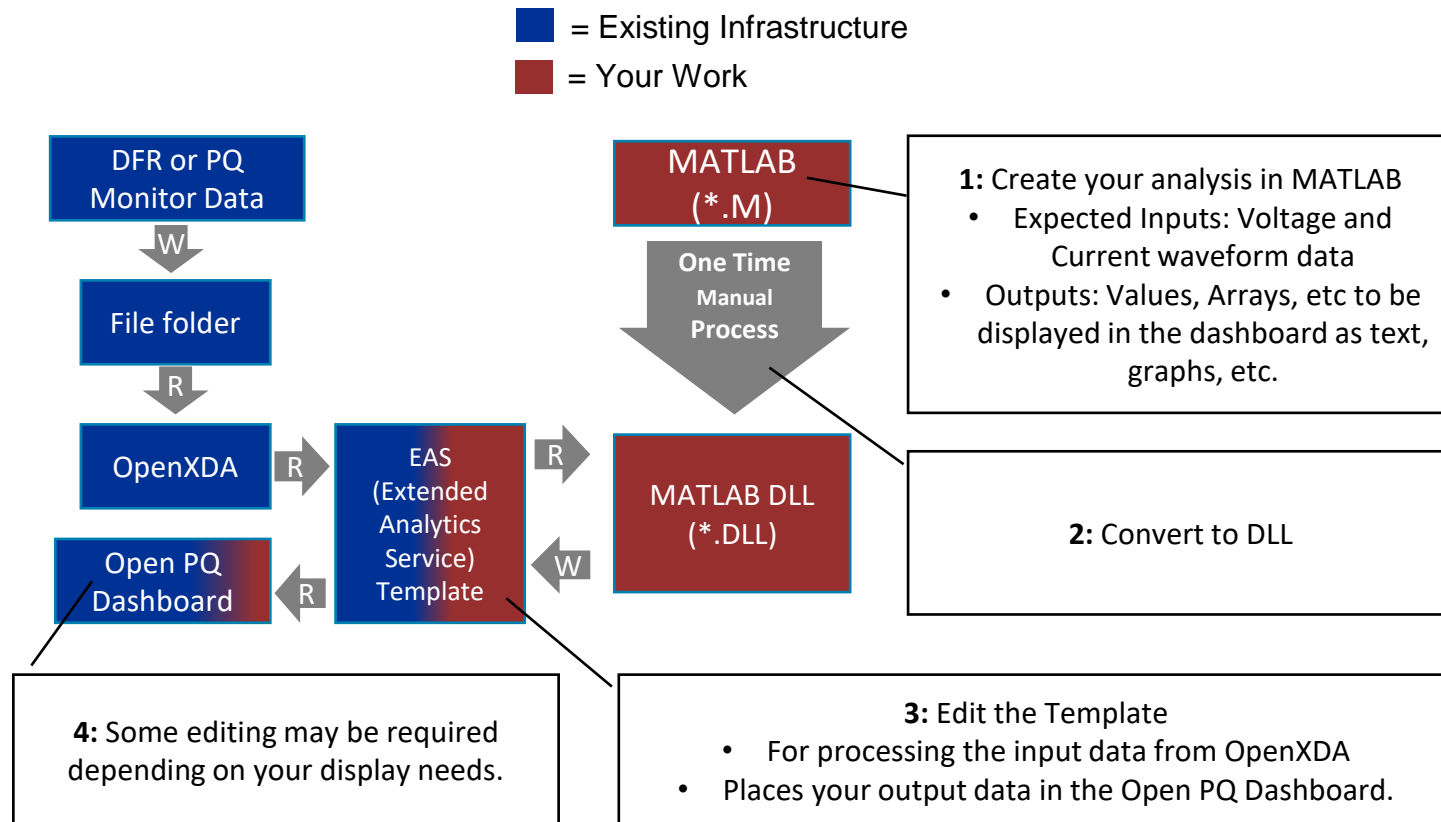 = Existing Infrastructure
= Your Work
DFR or PQ
Monitor Data
W
File folder
R
OpenXDA
R
EAS
(Extended
Analytics
Service)
Template
R
W
Open PQ
Dashboard
R
MATLAB
(*.M)
One Time
Manual
Process
MATLAB DLL
(*.DLL)
1: Create your analysis in MATLAB
• Expected Inputs: Voltage and
Current waveform data
• Outputs: Values, Arrays, etc to be
displayed in the dashboard as text,
graphs, etc.
2: Convert to DLL
3: Edit the Template
• For processing the input data from OpenXDA
• Places your output data in the Open PQ Dashboard.
4: Some editing may be required
depending on your display needs.